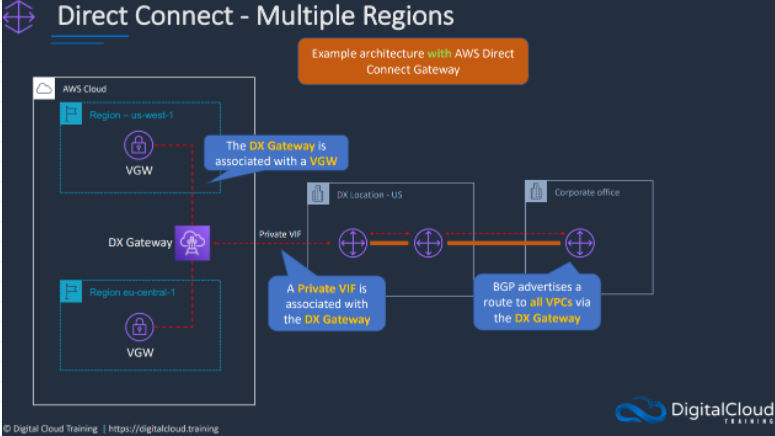 Direct Connect - Multiple Regions
Example architecture with AWS Direct
Connect Gateway
AWS Cloud
Region – us-west-1
VGW
The DX Gateway is
associated with a VGW
DX Location - US
Corporate office
DX Gateway
Private VIF
A Private VIF is
associated with
the DX Gateway
BGP advertises a
route to all VPCs via
the DX Gateway
Region eu-central-1
VGW
DigitalCloud
TRAINING
© Digital Cloud Training | https://digitalcloud.training